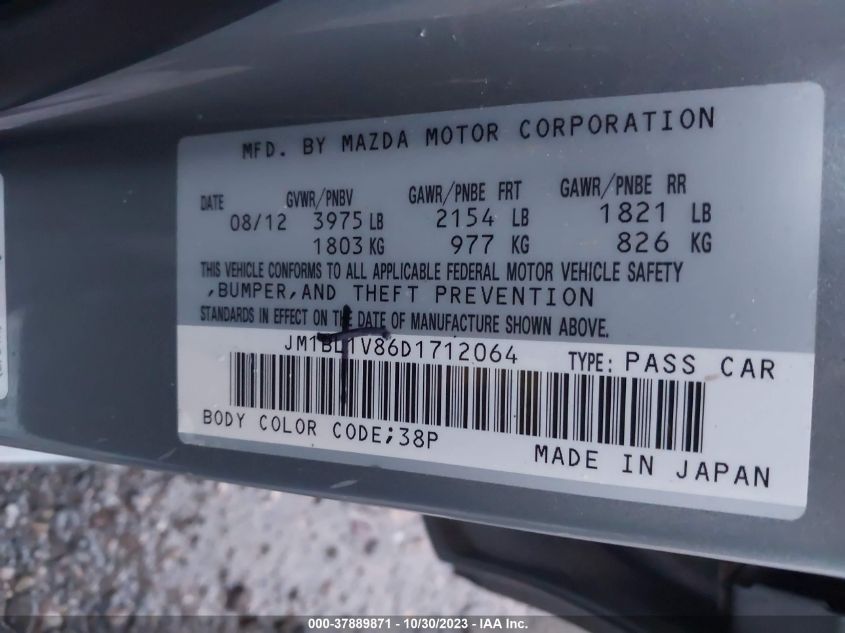 MFD. BY MAZDA MOTOR CORPORATION
DATE GVWR/PNBV GAWR/PNBE FRT GAWR/PNBE RR
08/12 3975 LB 2154 LB 1821 LB
1803 KG 977 KG 826 KG
THIS VEHICLE CONFORMS TO ALL APPLICABLE FEDERAL MOTOR VEHICLE SAFETY
,BUMPER,AND THEFT PREVENTION
STANDARDS IN EFFECT ON THE DATE OF MANUFACTURE SHOWN ABOVE.
JM1BL1V86D1712064 TYPE: PASS CAR
BODY COLOR CODE;38P
MADE IN JAPAN
000-37889871 - 10/30/2023 - IAA Inc.